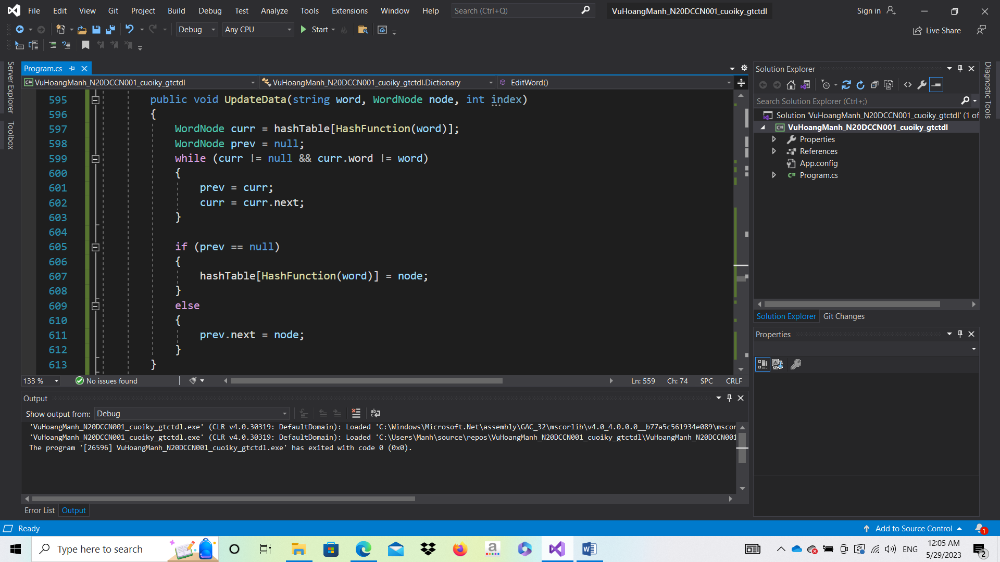 File Edit View Git Project Build Debug Test Analyze Tools Extensions Window Help Search (Ctrl+Q) VuHoangManh_N20DCCN001_cuoiky_gtctdl Sign in
Debug Any CPU Start Live Share
Server Explorer
Toolbox
Program.cs
VuHoangManh_N20DCCN001_cuoiky_gtctdl VuHoangManh_N20DCCN001_cuoiky_gtctdl.Dictionary EditWord()
595 public void UpdateData(string word, WordNode node, int index)
596 {
597 WordNode curr = hashTable[HashFunction(word)];
598 WordNode prev = null;
599 while (curr != null && curr.word != word)
600 {
601 prev = curr;
602 curr = curr.next;
603 }
604
605 if (prev == null)
606 {
607 hashTable[HashFunction(word)] = node;
608 }
609 else
610 {
611 prev.next = node;
612 }
613 }
133 % No issues found Ln: 559 Ch: 74 SPC CRLF
Output
Show output from: Debug
'VuHoangManh_N20DCCN001_cuoiky_gtctdl.exe' (CLR v4.0.30319: DefaultDomain): Loaded 'C:\Windows\Microsoft.Net\assembly\GAC_32\mscorlib\v4.0_4.0.0.0__b77a5c561934e089\mscor
'VuHoangManh_N20DCCN001_cuoiky_gtctdl.exe' (CLR v4.0.30319: DefaultDomain): Loaded 'C:\Users\Manh\source\repos\VuHoangManh_N20DCCN001_cuoiky_gtctdl\VuHoangManh_N20DCCN001
The program '[26596] VuHoangManh_N20DCCN001_cuoiky_gtctdl.exe' has exited with code 0 (0x0).
Error List Output
Solution Explorer
Search Solution Explorer (Ctrl+;)
Solution 'VuHoangManh_N20DCCN001_cuoiky_gtctdl' (1 of
VuHoangManh_N20DCCN001_cuoiky_gtctdl
Properties
References
App.config
Program.cs
Solution Explorer Git Changes
Properties
Diagnostic Tools
Ready Add to Source Control 1
Type here to search ENG 12:05 AM
5/29/2023 2